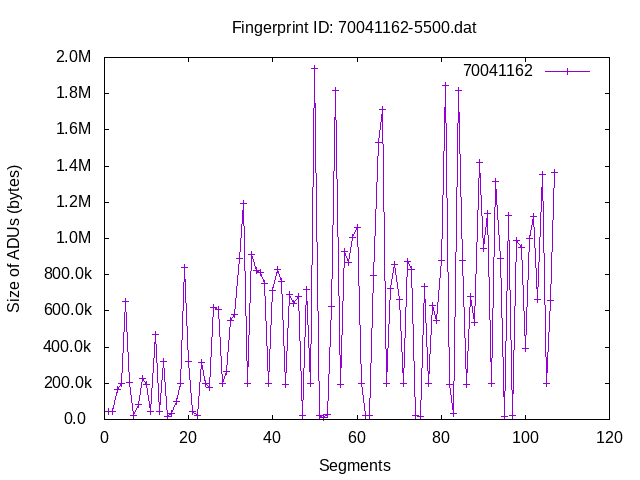 Fingerprint ID: 70041162-5500.dat
2.0M
70041162
1.8M
1.6M
1.4M
1.2M
1.0M
800.0k
600.0k
400.0k
200.0k
0.0
Size of ADUs (bytes)
0 20 40 60 80 100 120
Segments